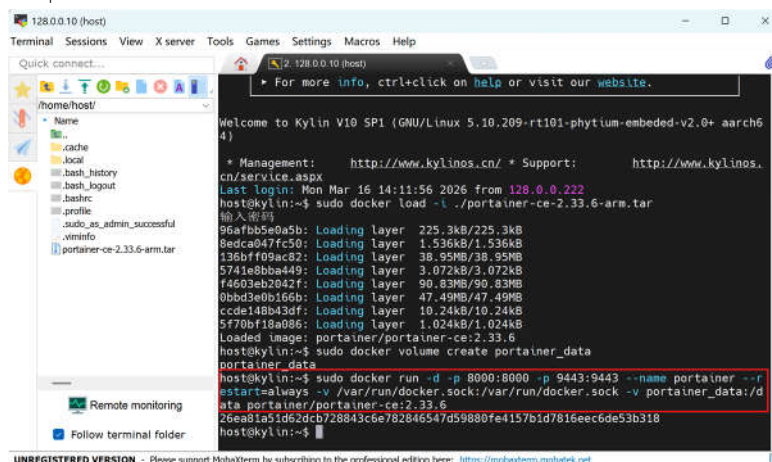 128.0.0.10 (host)
Terminal Sessions View X server Tools Games Settings Macros Help
Quick connect...
2. 128.0.0.10 (host)
/home/host/
Name
..
.cache
.local
.bash_history
.bash_logout
.bashrc
.profile
.sudo_as_admin_successful
.viminfo
portainer-ce-2.33.6-arm.tar
Remote monitoring
Follow terminal folder
▸ For more info, ctrl+click on help or visit our website.
Welcome to Kylin V10 SP1 (GNU/Linux 5.10.209-rt101-phytium-embeded-v2.0+ aarch6
4)
* Management: http://www.kylinos.cn/ * Support: http://www.kylinos.
cn/service.aspx
Last login: Mon Mar 16 14:11:56 2026 from 128.0.0.222
host@kylin:~$ sudo docker load -i ./portainer-ce-2.33.6-arm.tar
输入密码
96afbb5e0a5b: Loading layer 225.3kB/225.3kB
8edca047fc50: Loading layer 1.536kB/1.536kB
136bff09ac82: Loading layer 38.95MB/38.95MB
5741e8bba449: Loading layer 3.072kB/3.072kB
f4603eb2042f: Loading layer 90.83MB/90.83MB
0bbd3e0b166b: Loading layer 47.49MB/47.49MB
ccde148b43df: Loading layer 10.24kB/10.24kB
5f70bf18a086: Loading layer 1.024kB/1.024kB
Loaded image: portainer/portainer-ce:2.33.6
host@kylin:~$ sudo docker volume create portainer_data
portainer_data
host@kylin:~$ sudo docker run -d -p 8000:8000 -p 9443:9443 --name portainer --r
estart=always -v /var/run/docker.sock:/var/run/docker.sock -v portainer_data:/d
ata portainer/portainer-ce:2.33.6
26ea81a51d62dcb728843c6e782846547d59880fe4157b1d7816eec6de53b318
host@kylin:~$
UNREGISTERED VERSION - Please support MobaXterm by subscribing to the professional edition here: https://mobaxterm.mobatek.net